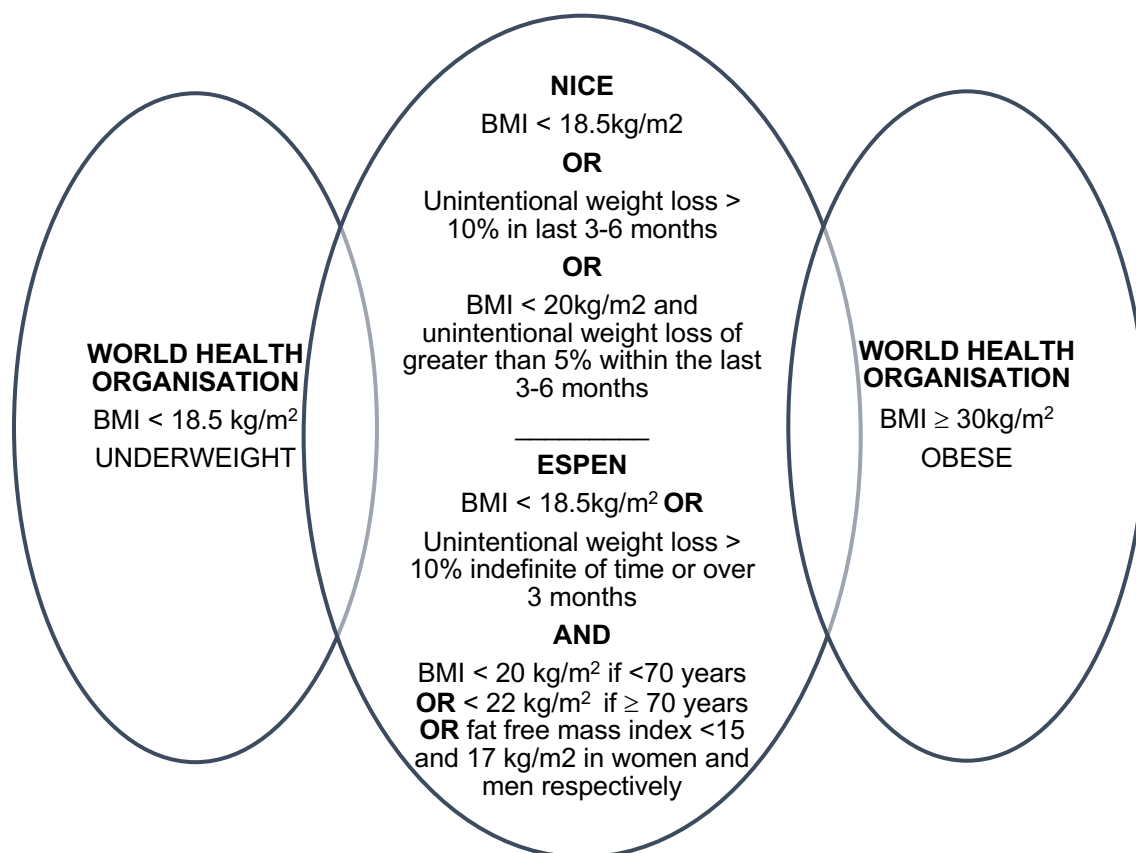 WORLD HEALTH
ORGANISATION
BMI < 18.5 kg/m²
UNDERWEIGHT
NICE
BMI < 18.5kg/m2
OR
Unintentional weight loss >
10% in last 3-6 months
OR
BMI < 20kg/m2 and
unintentional weight loss of
greater than 5% within the last
3-6 months
_________
ESPEN
BMI < 18.5kg/m² OR
Unintentional weight loss >
10% indefinite of time or over
3 months
AND
BMI < 20 kg/m² if <70 years
OR < 22 kg/m² if ≥ 70 years
OR fat free mass index <15
and 17 kg/m2 in women and
men respectively
WORLD HEALTH
ORGANISATION
BMI ≥ 30kg/m²
OBESE